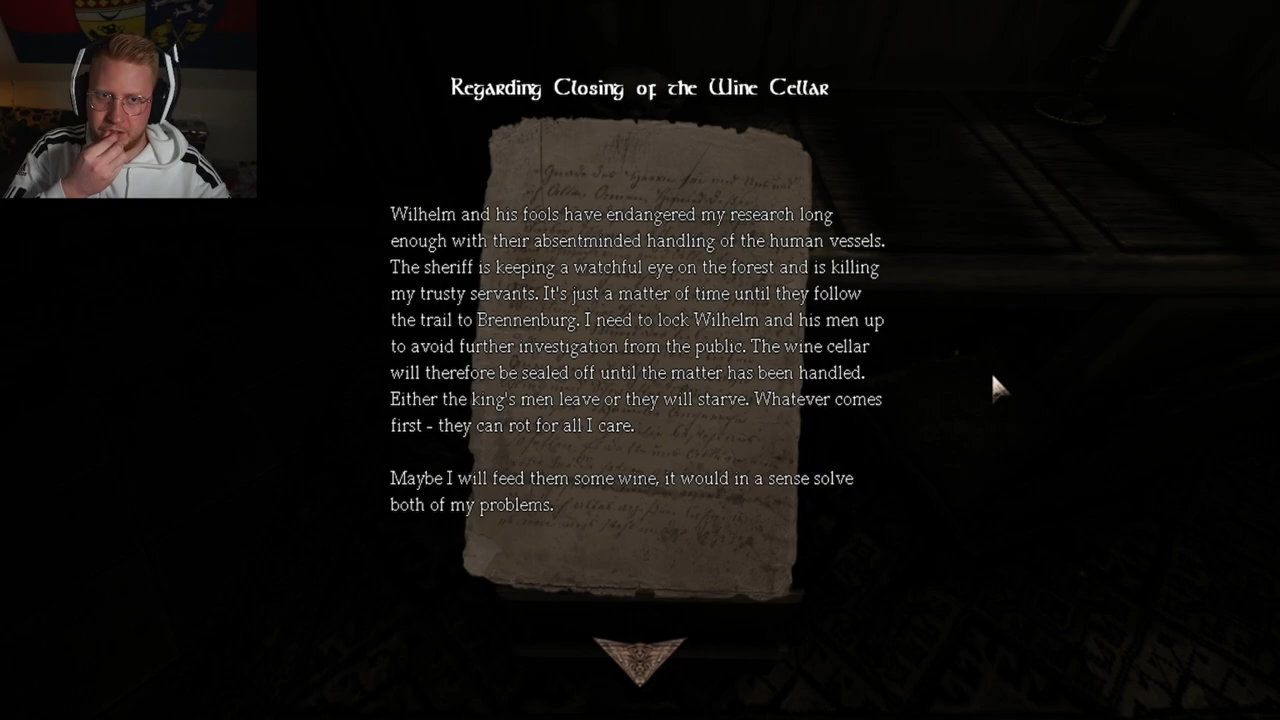 Regarding Closing of the Wine Cellar
Wilhelm and his fools have endangered my research long
enough with their absentminded handling of the human vessels.
The sheriff is keeping a watchful eye on the forest and is killing
my trusty servants. It's just a matter of time until they follow
the trail to Brennenburg. I need to lock Wilhelm and his men up
to avoid further investigation from the public. The wine cellar
will therefore be sealed off until the matter has been handled.
Either the king's men leave or they will starve. Whatever comes
first - they can rot for all I care.
Maybe I will feed them some wine, it would in a sense solve
both of my problems.